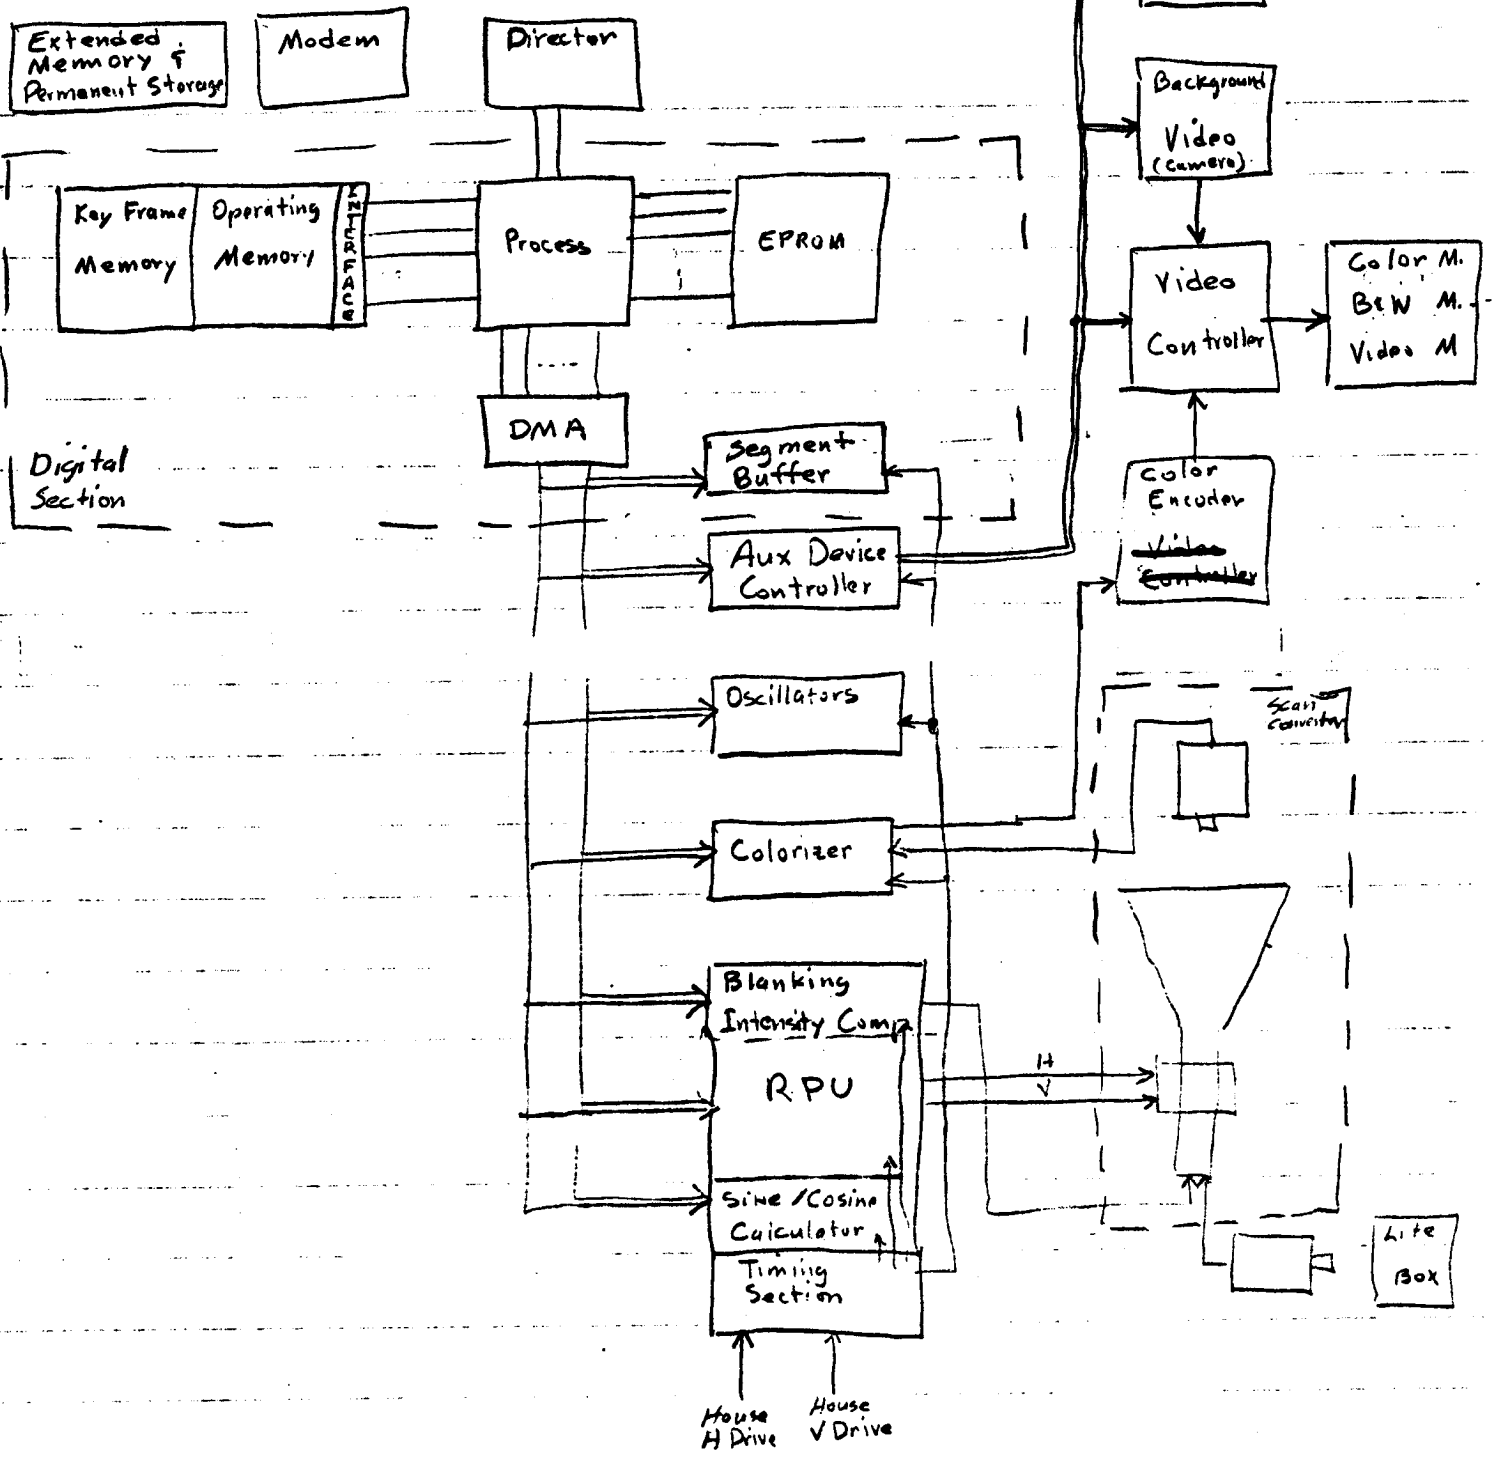 Extended
Memory &
Permanent Storage
Modem
Director
Background
Video
(Camera)
Key Frame
Memory
Operating
Memory
INTERFACE
Process
EPROM
Video
Controller
Color M.
B&W M.
Video M
DMA
Digital
Section
Segment
Buffer
Color
Encoder
Video
Controller
Aux Device
Controller
Oscillators
Scan
Convertor
Colorizer
Blanking
Intensity Comp
RPU
H
V
Sine/Cosine
Calculator
Timing
Section
Lite
Box
House
H Drive
House
V Drive